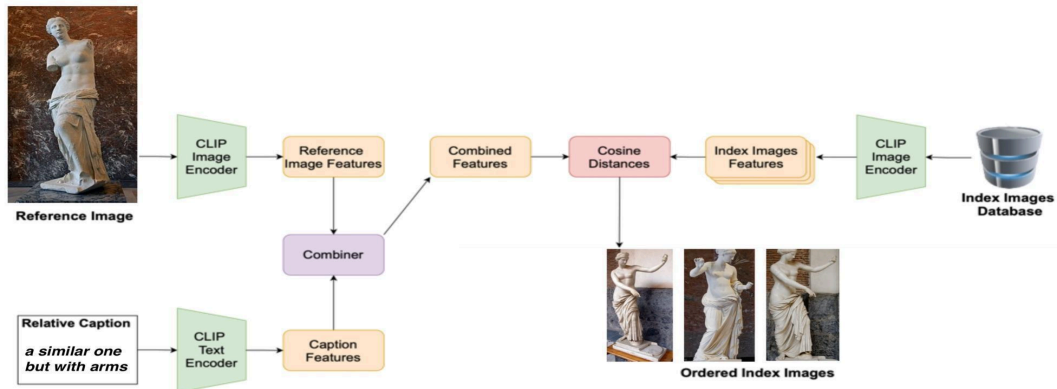 Reference Image
CLIP
Image
Encoder
Reference
Image Features
Combined
Features
Cosine
Distances
Index Images
Features
CLIP
Image
Encoder
Index Images
Database
Combiner
Relative Caption
a similar one
but with arms
CLIP
Text
Encoder
Caption
Features
Ordered Index Images